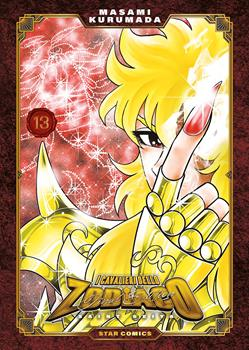 MASAMI
KURUMADA
13
I CAVALIERI DELLO
ZODIACO
STAR COMICS